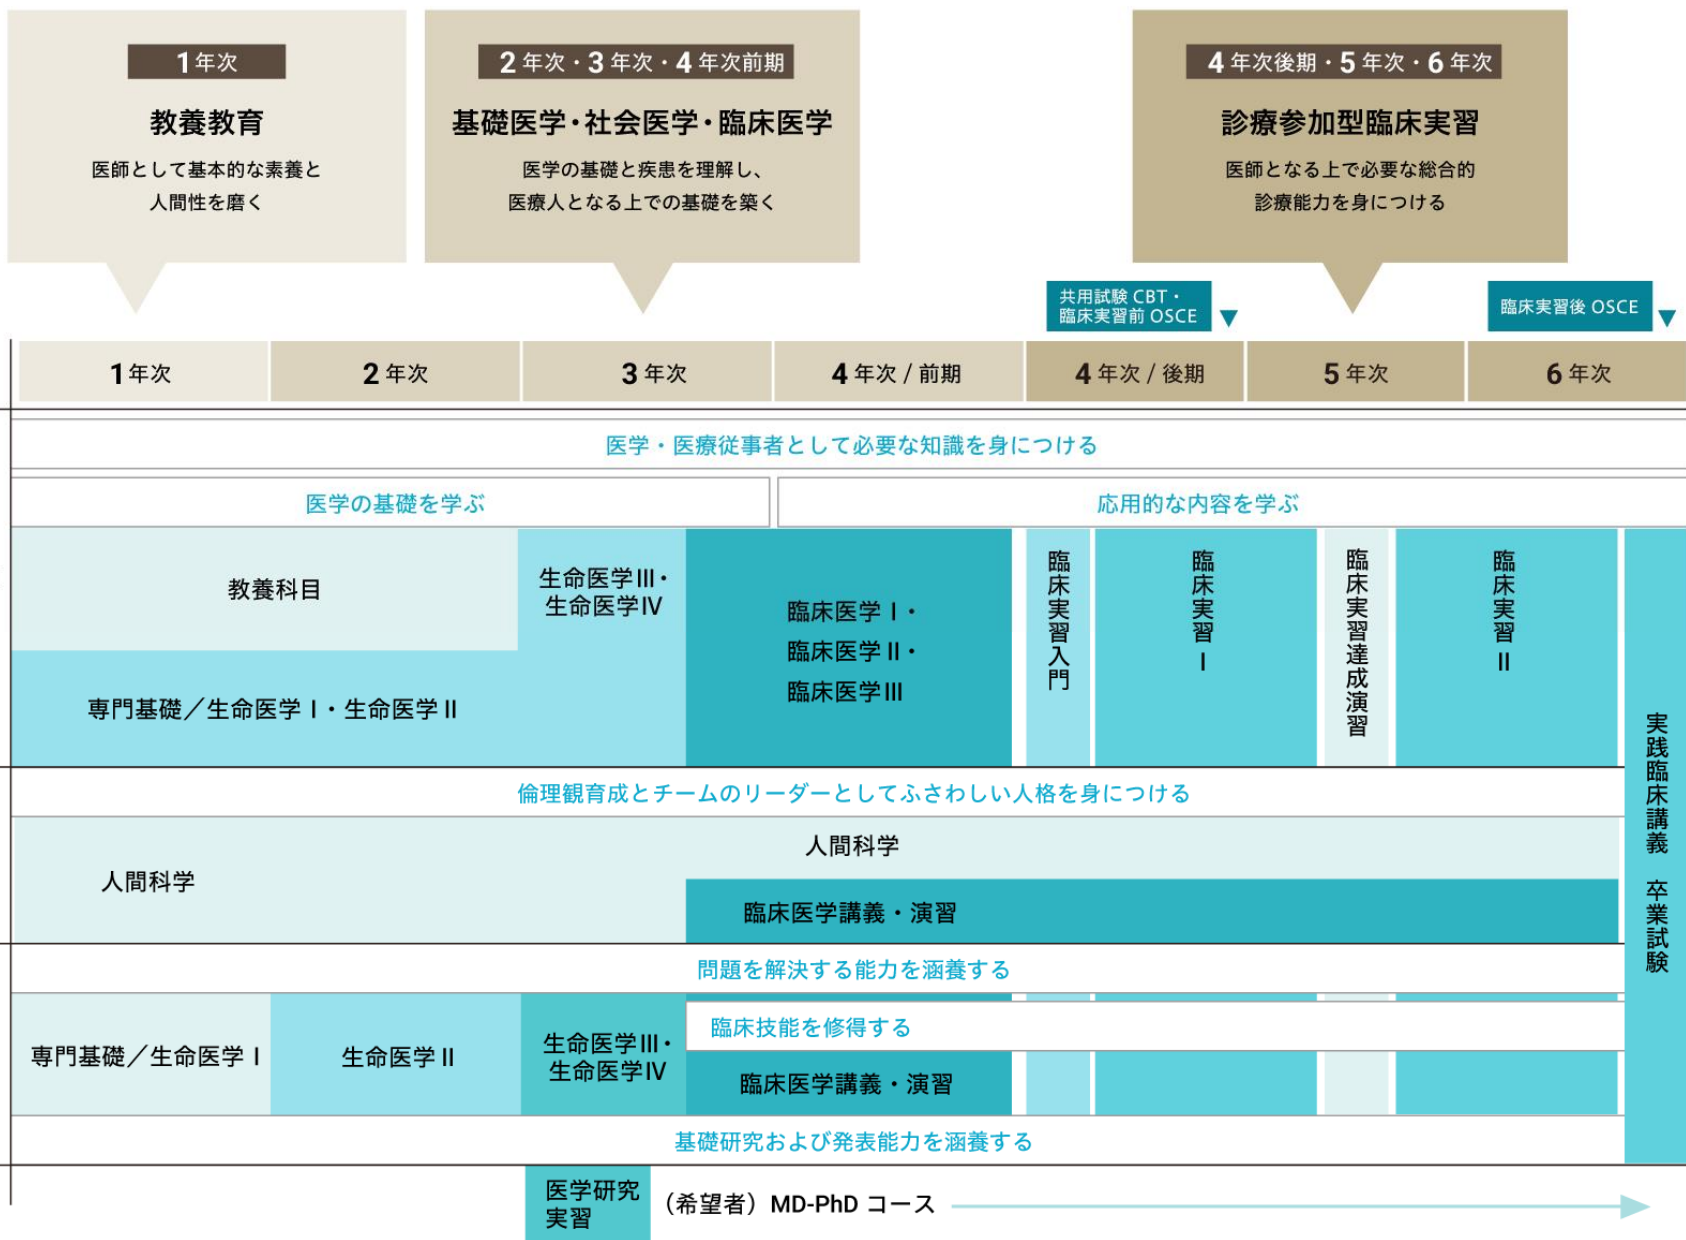 1年次
教養教育
医師として基本的な素養と
人間性を磨く
2年次・3年次・4年次前期
基礎医学・社会医学・臨床医学
医学の基礎と疾患を理解し、
医療人となる上での基礎を築く
4年次後期・5年次・6年次
診療参加型臨床実習
医師となる上で必要な総合的
診療能力を身につける
共用試験 CBT・
臨床実習前 OSCE
臨床実習後 OSCE
1年次
2年次
3年次
4年次 / 前期
4年次 / 後期
5年次
6年次
医学・医療従事者として必要な知識を身につける
医学の基礎を学ぶ
応用的な内容を学ぶ
教養科目
専門基礎／生命医学Ⅰ・生命医学Ⅱ
生命医学Ⅲ・
生命医学Ⅳ
臨床医学Ⅰ・
臨床医学Ⅱ・
臨床医学Ⅲ
臨床実習入門
臨床実習Ⅰ
臨床実習達成演習
臨床実習Ⅱ
実践臨床講義 卒業試験
倫理観育成とチームのリーダーとしてふさわしい人格を身につける
人間科学
人間科学
臨床医学講義・演習
問題を解決する能力を涵養する
専門基礎／生命医学Ⅰ
生命医学Ⅱ
生命医学Ⅲ・
生命医学Ⅳ
臨床技能を修得する
臨床医学講義・演習
基礎研究および発表能力を涵養する
医学研究
実習
（希望者）MD-PhD コース